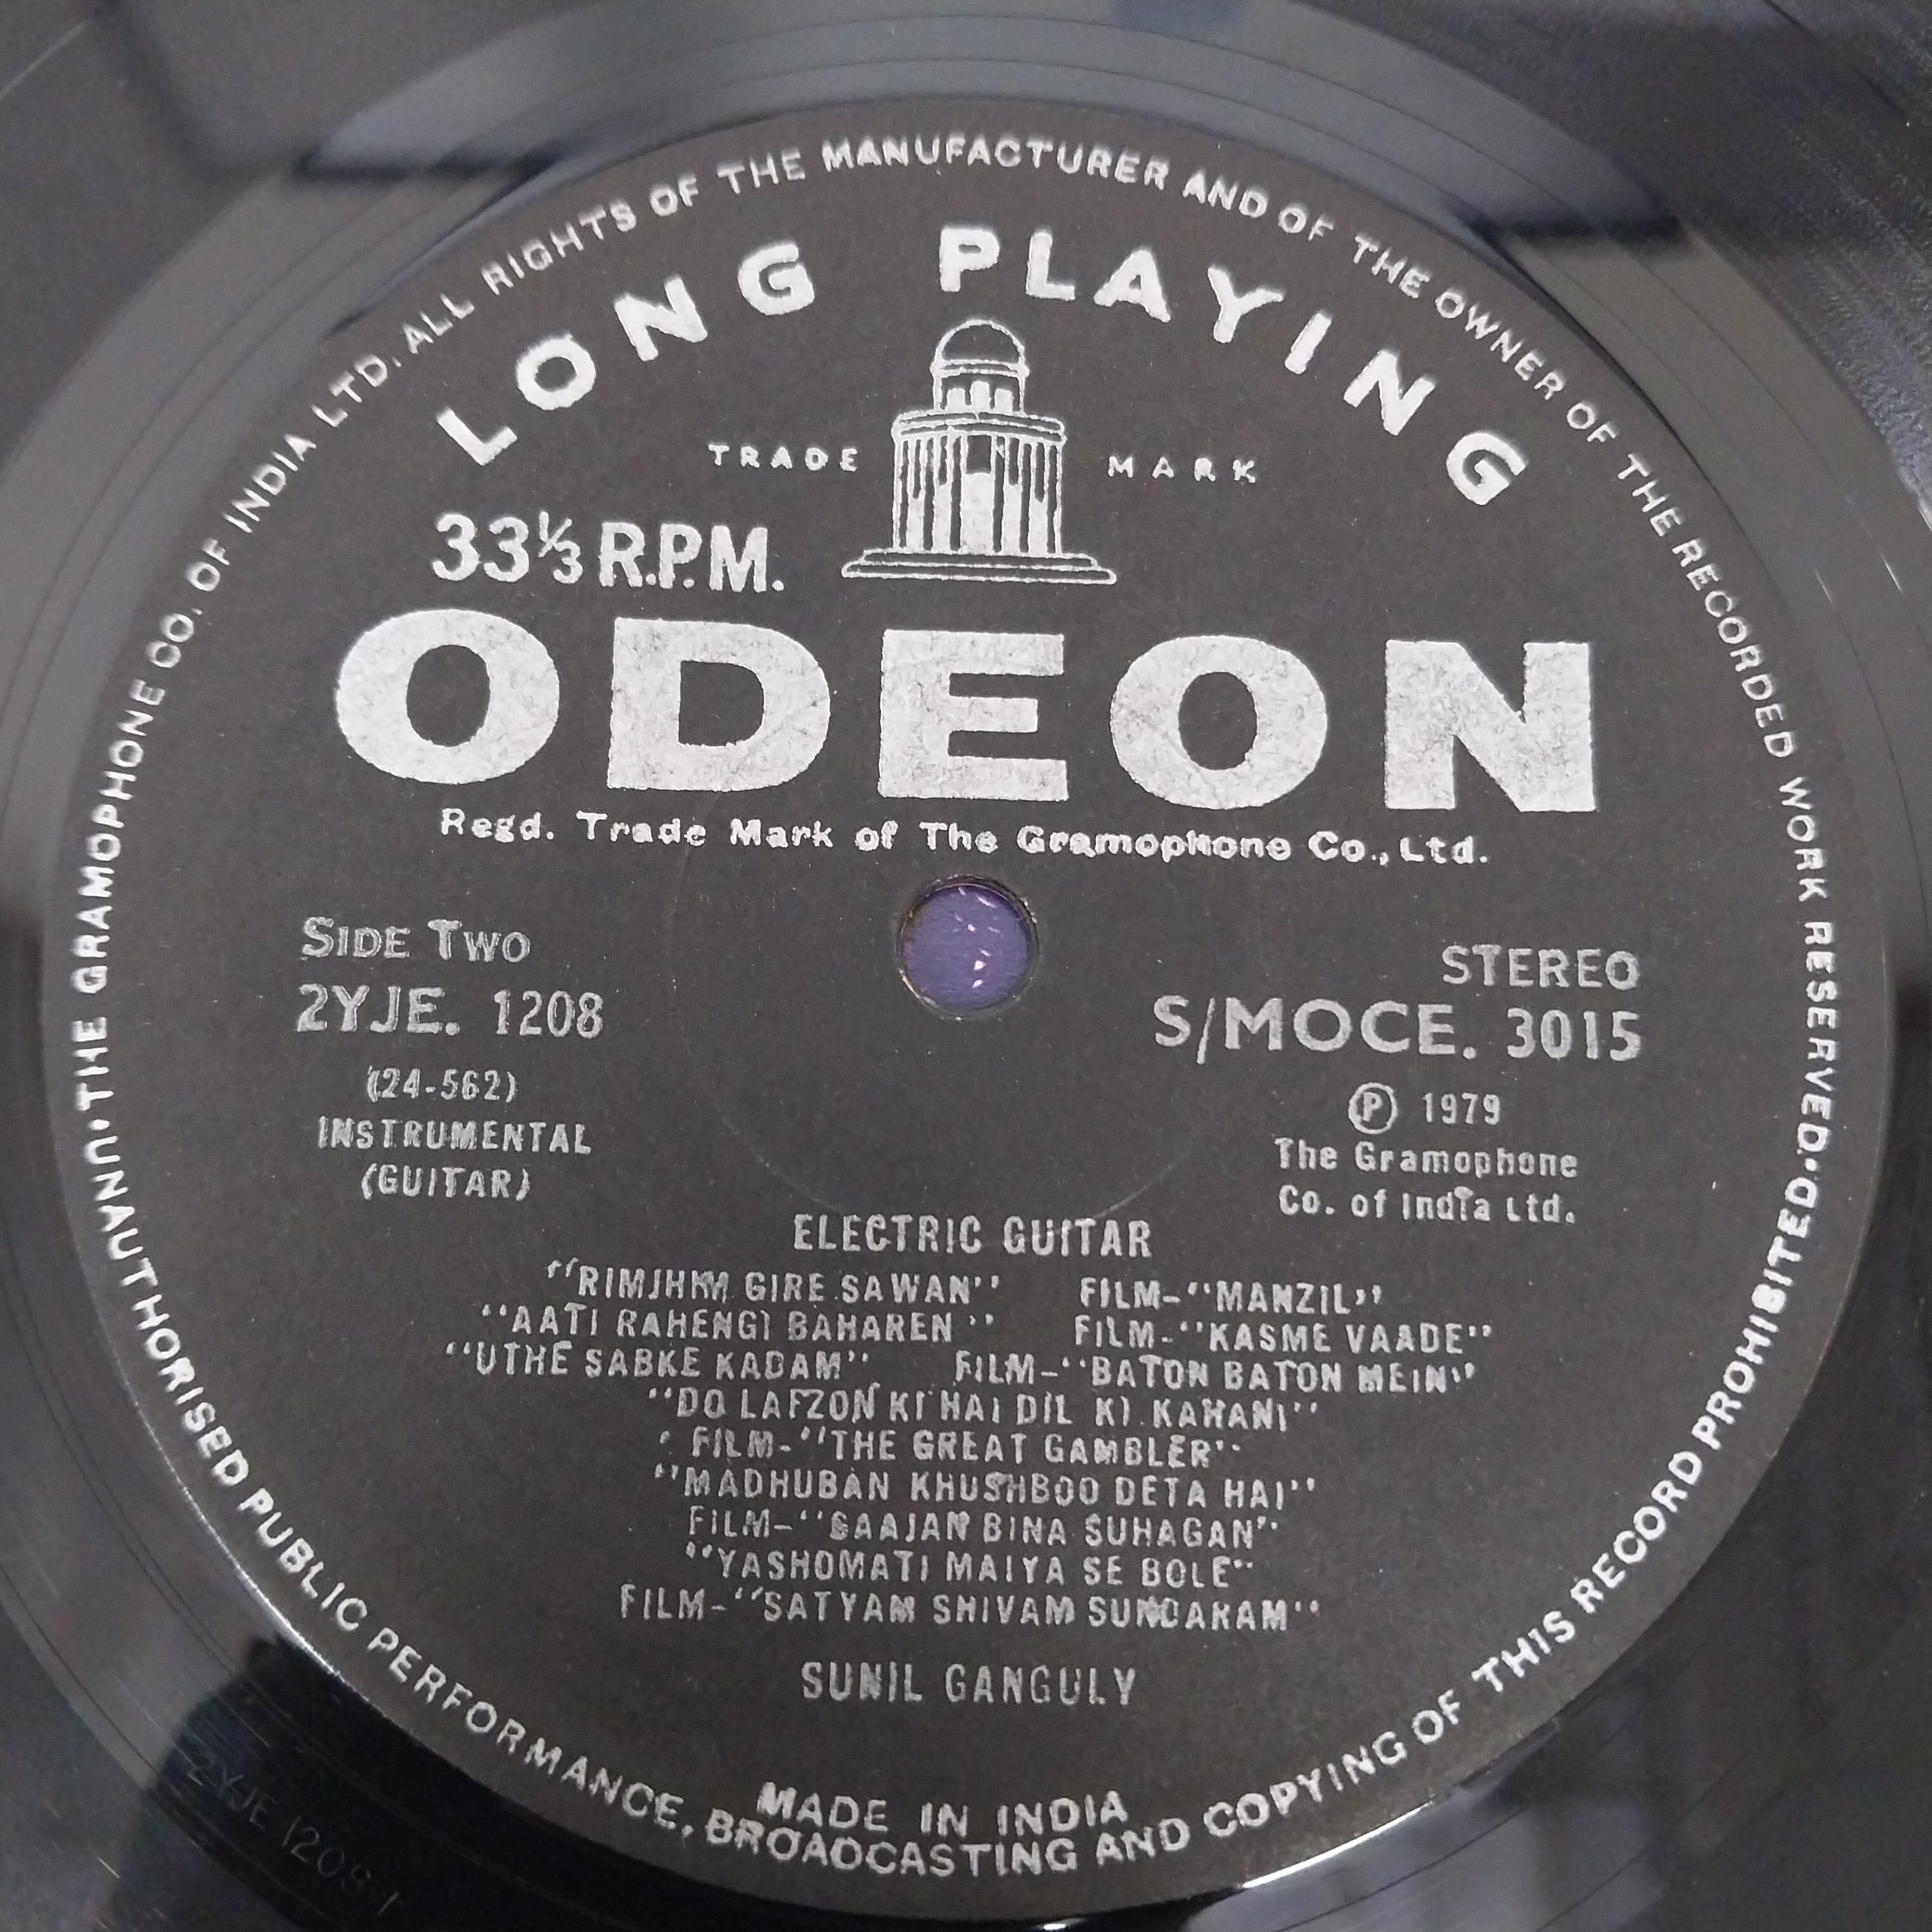 THE GRAMOPHONE CO. OF INDIA LTD. ALL RIGHTS OF THE MANUFACTURER AND OF THE OWNER OF THE RECORDED WORK RESERVED.
LONG PLAYING
TRADE MARK
33⅓ R.P.M.
ODEON
Regd. Trade Mark of The Gramophone Co., Ltd.
SIDE TWO
2YJE. 1208
(24-562)
INSTRUMENTAL
(GUITAR)
STEREO
S/MOCE. 3015
Ⓟ 1979
The Gramophone
Co. of India Ltd.
ELECTRIC GUITAR
"RIMJHIM GIRE SAWAN" FILM-"MANZIL"
"AATI RAHENGI BAHAREN" FILM-"KASME VAADE"
"UTHE SABKE KADAM" FILM-"BATON BATON MEIN"
"DO LAFZON KI HAI DIL KI KAHANI"
FILM-"THE GREAT GAMBLER"
"MADHUBAN KHUSHBOO DETA HAI"
FILM-"SAAJAN BINA SUHAGAN"
"YASHOMATI MAIYA SE BOLE"
FILM-"SATYAM SHIVAM SUNDARAM"
SUNIL GANGULY
MADE IN INDIA
UNAUTHORISED PUBLIC PERFORMANCE, BROADCASTING AND COPYING OF THIS RECORD PROHIBITED.
2YJE 1208